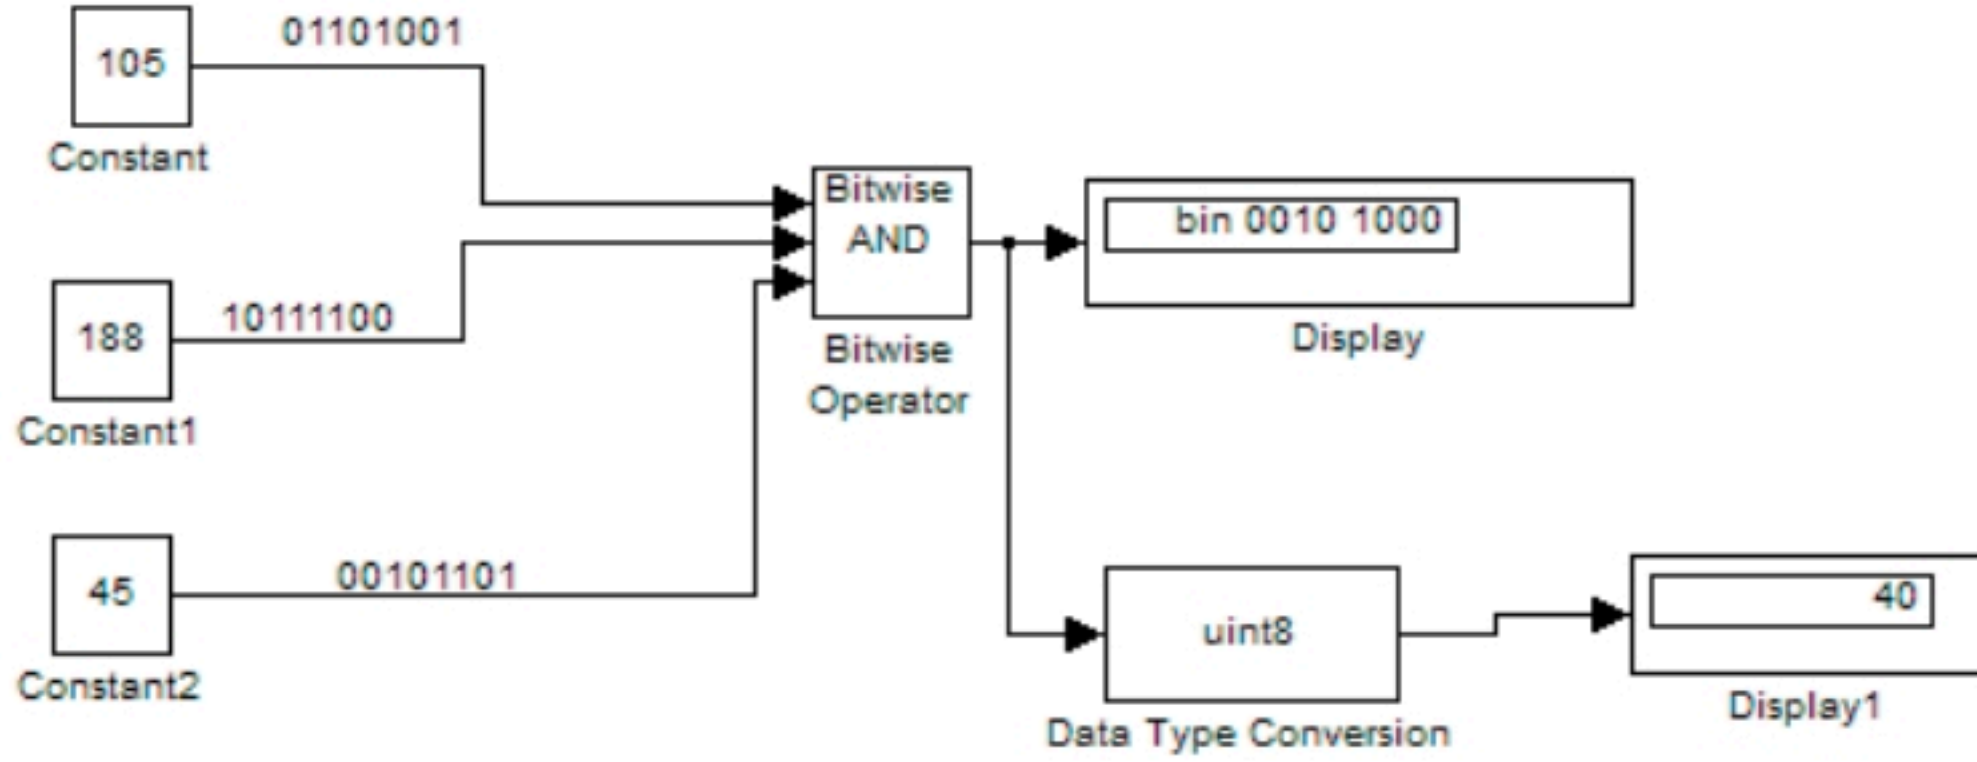 105
01101001
Constant
188
10111100
Constant1
45
00101101
Constant2
Bitwise
AND
Bitwise
Operator
bin 0010 1000
Display
uint8
Data Type Conversion
40
Display1